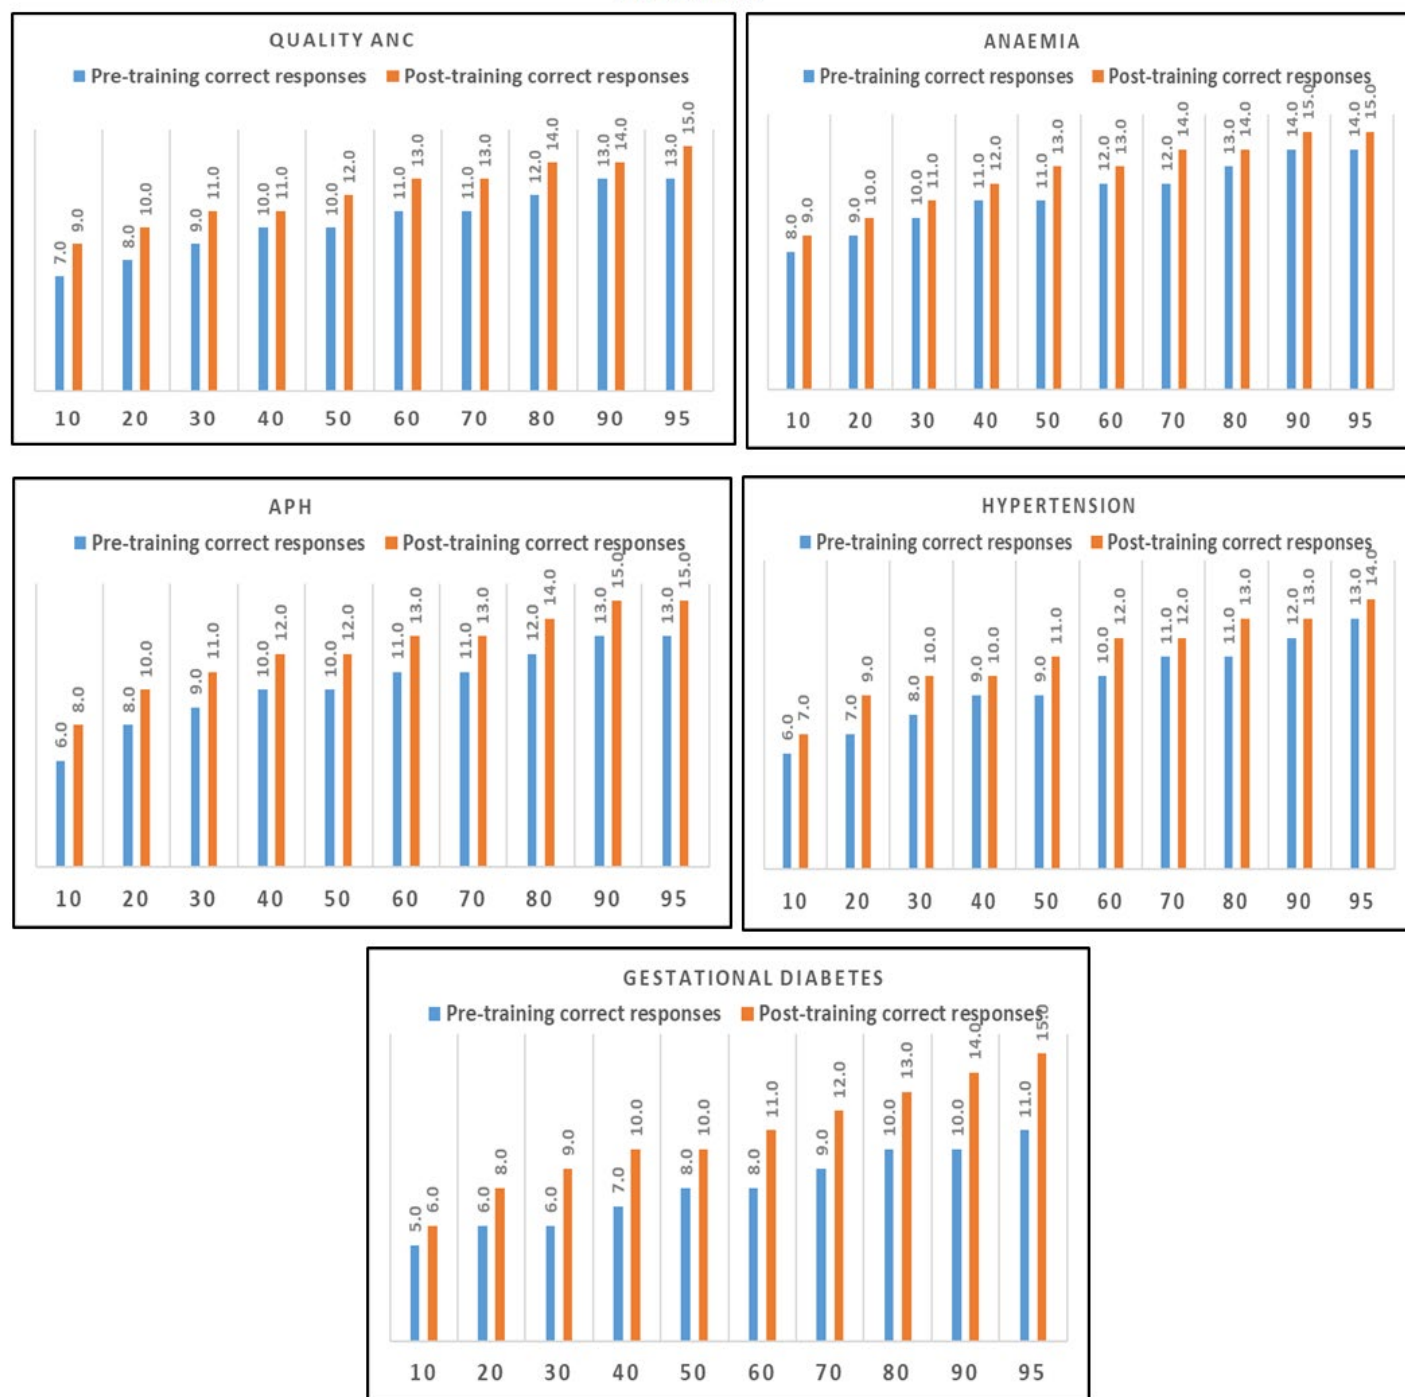 QUALITY ANC
Pre-training correct responses Post-training correct responses
7.0 9.0 8.0 10.0 9.0 11.0 10.0 11.0 10.0 12.0 11.0 13.0 11.0 13.0 12.0 14.0 13.0 14.0 13.0 15.0
10 20 30 40 50 60 70 80 90 95
ANAEMIA
Pre-training correct responses Post-training correct responses
8.0 9.0 9.0 10.0 10.0 11.0 11.0 12.0 11.0 13.0 12.0 13.0 12.0 14.0 13.0 14.0 14.0 15.0 14.0 15.0
10 20 30 40 50 60 70 80 90 95
APH
Pre-training correct responses Post-training correct responses
6.0 8.0 8.0 10.0 9.0 11.0 10.0 12.0 10.0 12.0 11.0 13.0 11.0 13.0 12.0 14.0 13.0 15.0 13.0 15.0
10 20 30 40 50 60 70 80 90 95
HYPERTENSION
Pre-training correct responses Post-training correct responses
6.0 7.0 7.0 9.0 8.0 10.0 9.0 10.0 9.0 11.0 10.0 12.0 11.0 12.0 11.0 13.0 12.0 13.0 13.0 14.0
10 20 30 40 50 60 70 80 90 95
GESTATIONAL DIABETES
Pre-training correct responses Post-training correct responses
5.0 6.0 6.0 8.0 6.0 9.0 7.0 10.0 8.0 10.0 8.0 11.0 9.0 12.0 10.0 13.0 10.0 14.0 11.0 15.0
10 20 30 40 50 60 70 80 90 95